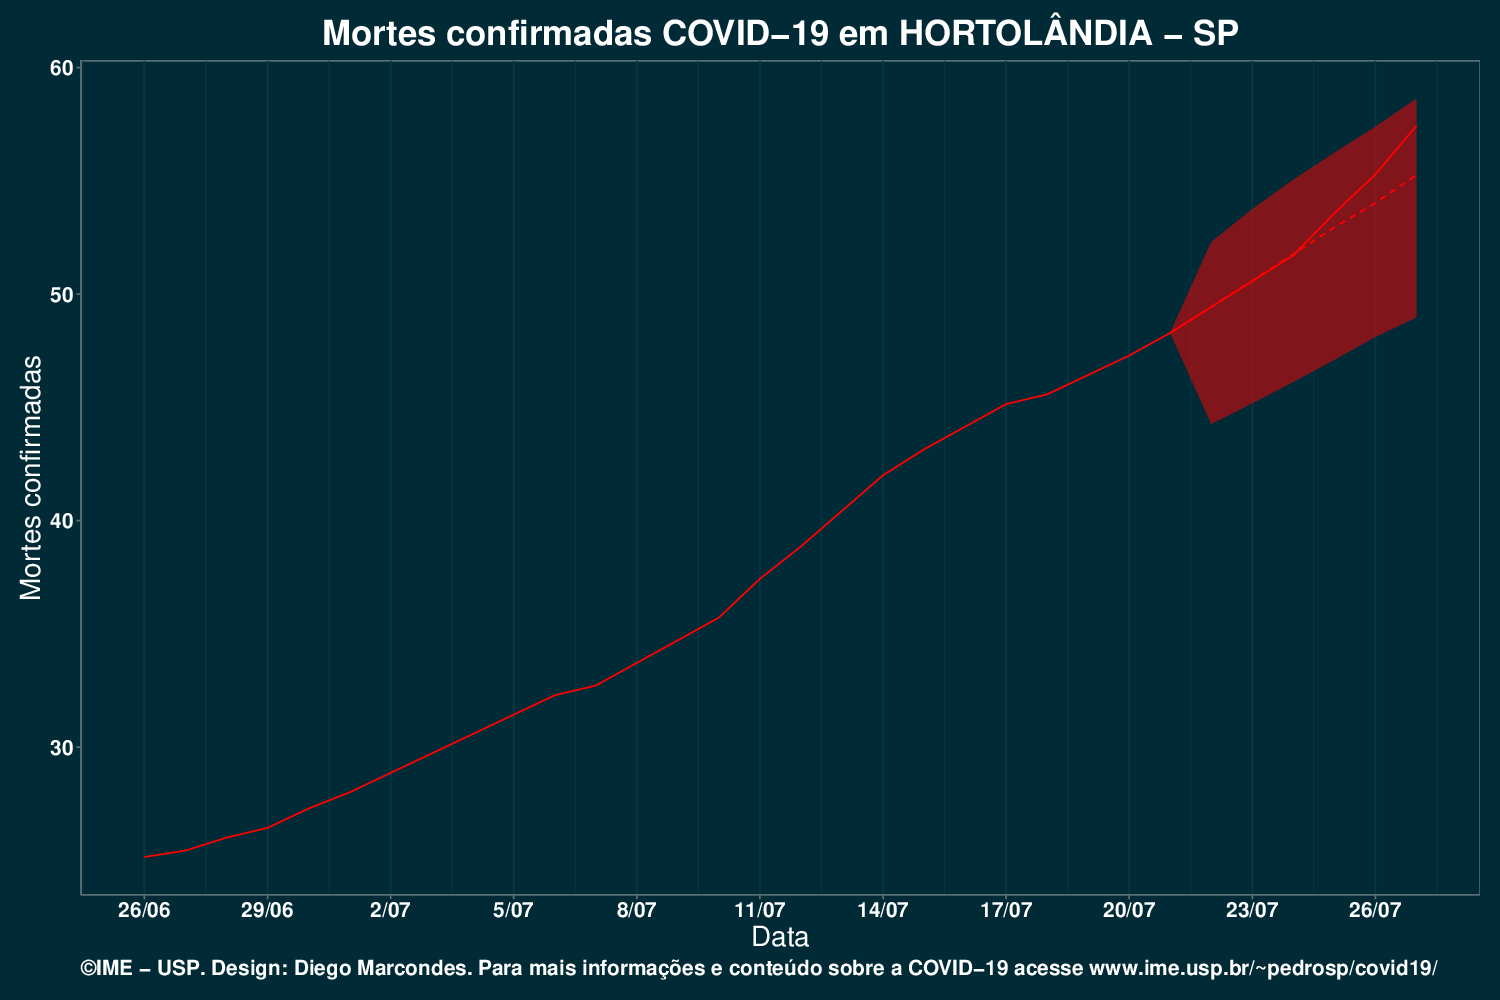 Mortes confirmadas COVID−19 em HORTOLÂNDIA − SP
60
50
40
30
Mortes confirmadas
26/06 29/06 2/07 5/07 8/07 11/07 14/07 17/07 20/07 23/07 26/07
Data
©IME − USP. Design: Diego Marcondes. Para mais informações e conteúdo sobre a COVID−19 acesse www.ime.usp.br/~pedrosp/covid19/